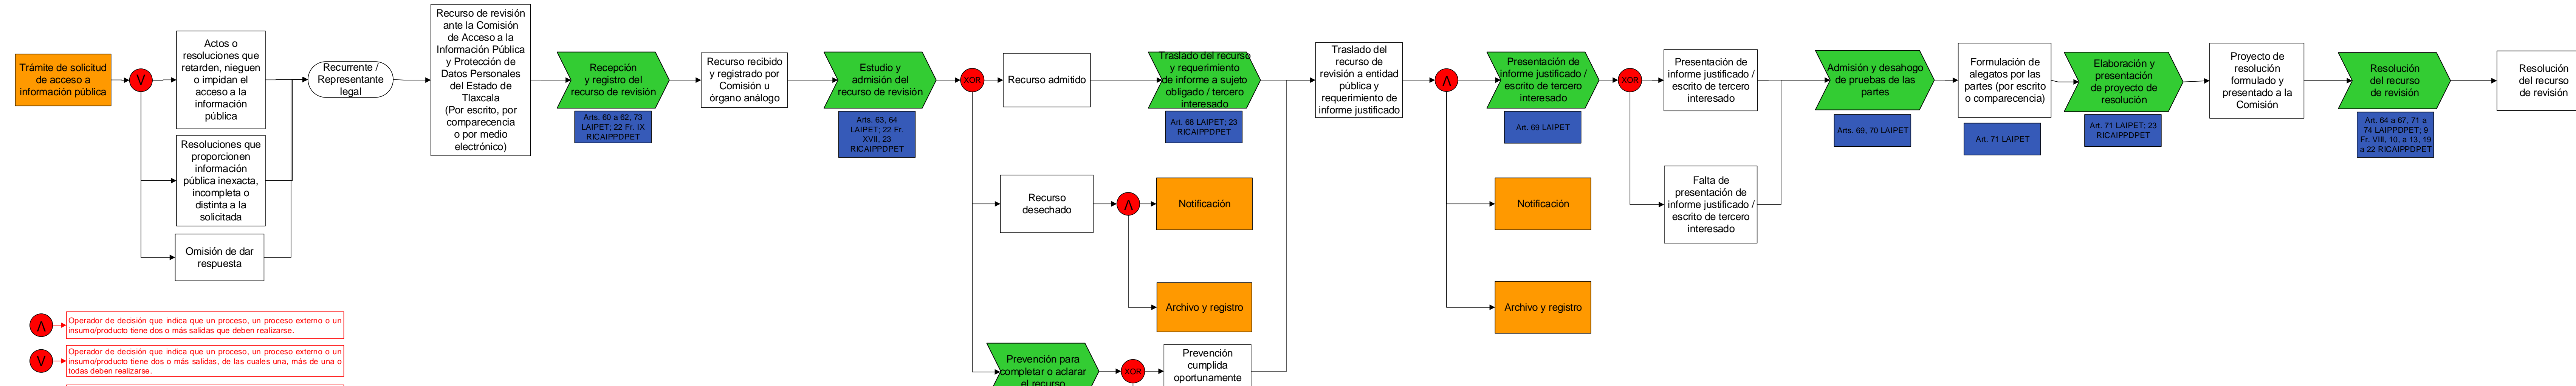 Trámite de solicitud
de acceso a
información pública
V
Actos o
resoluciones que
retarden, nieguen
o impidan el
acceso a la
información
pública
Resoluciones que
proporcionen
información
pública inexacta,
incompleta o
distinta a la
solicitada
Omisión de dar
respuesta
Recurrente /
Representante
legal
Recurso de revisión
ante la Comisión
de Acceso a la
Información Pública
y Protección de
Datos Personales
del Estado de
Tlaxcala
(Por escrito, por
comparecencia
o por medio
electrónico)
Recepción
y registro del
recurso de revisión
Arts. 60 a 62, 73
LAIPET; 22 Fr. IX
RICAIPPDPET
Recurso recibido
y registrado por
Comisión u
órgano análogo
Estudio y
admisión del
recurso de revisión
Arts. 63, 64
LAIPET; 22 Fr.
XVII, 23
RICAIPPDPET
XOR
Recurso admitido
Traslado del recurso
y requerimiento
de informe a sujeto
obligado / tercero
interesado
Art. 68 LAIPET; 23
RICAIPPDPET
Recurso
desechado
Λ
Notificación
Archivo y registro
Prevención para
completar o aclarar
el recurso
XOR
Prevención
cumplida
oportunamente
Traslado del
recurso de
revisión a entidad
pública y
requerimiento de
informe justificado
Λ
Presentación de
informe justificado /
escrito de tercero
interesado
Art. 69 LAIPET
Notificación
Archivo y registro
XOR
Presentación de
informe justificado /
escrito de tercero
interesado
Falta de
presentación de
informe justificado /
escrito de tercero
interesado
Admisión y desahogo
de pruebas de las
partes
Arts. 69, 70 LAIPET
Formulación de
alegatos por las
partes (por escrito
o comparecencia)
Art. 71 LAIPET
Elaboración y
presentación
de proyecto de
resolución
Art. 71 LAIPET; 23
RICAIPPDPET
Proyecto de
resolución
formulado y
presentado a la
Comisión
Resolución
del recurso
de revisión
Art. 64 a 67, 71 a
74 LAIPPDPET; 9
Fr. VIII, 10, a 13, 19
a 22 RICAIPPDPET
Resolución
del recurso
de revisión
Λ
Operador de decisión que indica que un proceso, un proceso externo o un
insumo/producto tiene dos o más salidas que deben realizarse.
V
Operador de decisión que indica que un proceso, un proceso externo o un
insumo/producto tiene dos o más salidas, de las cuales una, más de una o
todas deben realizarse.